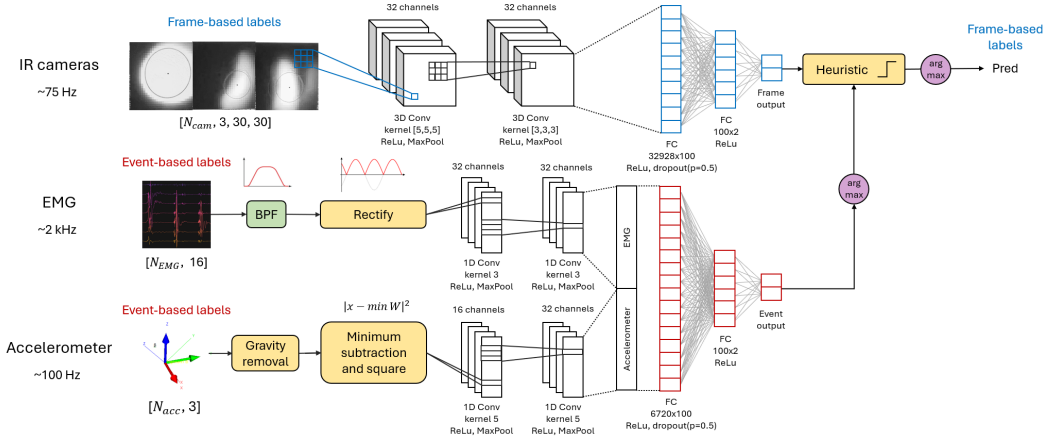 32 channels
32 channels
Frame-based labels
Frame-based
labels
IR cameras
~75 Hz
Heuristic
arg
max
Pred
Frame
output
[N_cam, 3, 30, 30]
3D Conv
kernel [5,5,5]
ReLu, MaxPool
3D Conv
kernel [3,3,3]
ReLu, MaxPool
FC
100x2
ReLu
FC
32928x100
ReLu, dropout(p=0.5)
Event-based labels
32 channels
32 channels
arg
max
EMG
~2 kHz
BPF
Rectify
EMG
[N_EMG, 16]
1D Conv
kernel 3
ReLu, MaxPool
1D Conv
kernel 3
ReLu, MaxPool
Event-based labels
|x − min W|²
16 channels
32 channels
Event
output
Accelerometer
~100 Hz
Gravity
removal
Minimum
subtraction
and square
Accelerometer
FC
100x2
ReLu
[N_acc, 3]
1D Conv
kernel 5
ReLu, MaxPool
1D Conv
kernel 5
ReLu, MaxPool
FC
6720x100
ReLu, dropout(p=0.5)